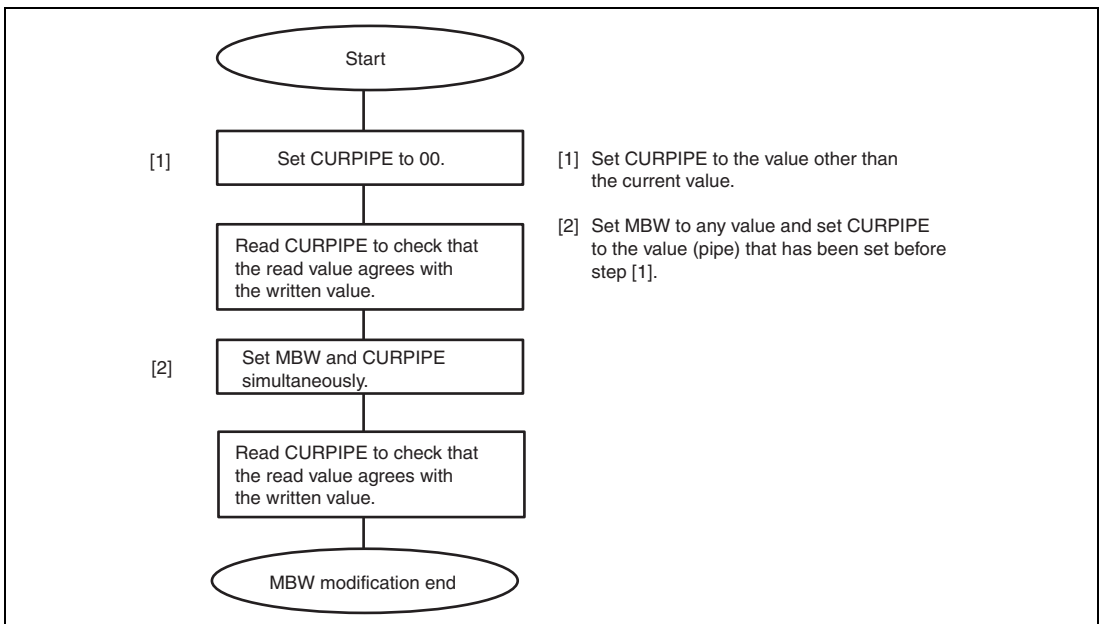 Start
[1]
Set CURPIPE to 00.
[1] Set CURPIPE to the value other than
the current value.
Read CURPIPE to check that
the read value agrees with
the written value.
[2] Set MBW to any value and set CURPIPE
to the value (pipe) that has been set before
step [1].
[2]
Set MBW and CURPIPE
simultaneously.
Read CURPIPE to check that
the read value agrees with
the written value.
MBW modification end